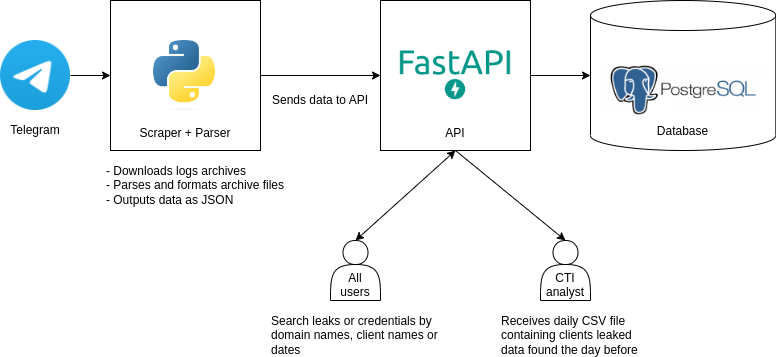 Telegram
Scraper + Parser
- Downloads logs archives
- Parses and formats archive files
- Outputs data as JSON
Sends data to API
FastAPI
API
PostgreSQL
Database
All
users
Search leaks or credentials by
domain names, client names or
dates
CTI
analyst
Receives daily CSV file
containing clients leaked
data found the day before